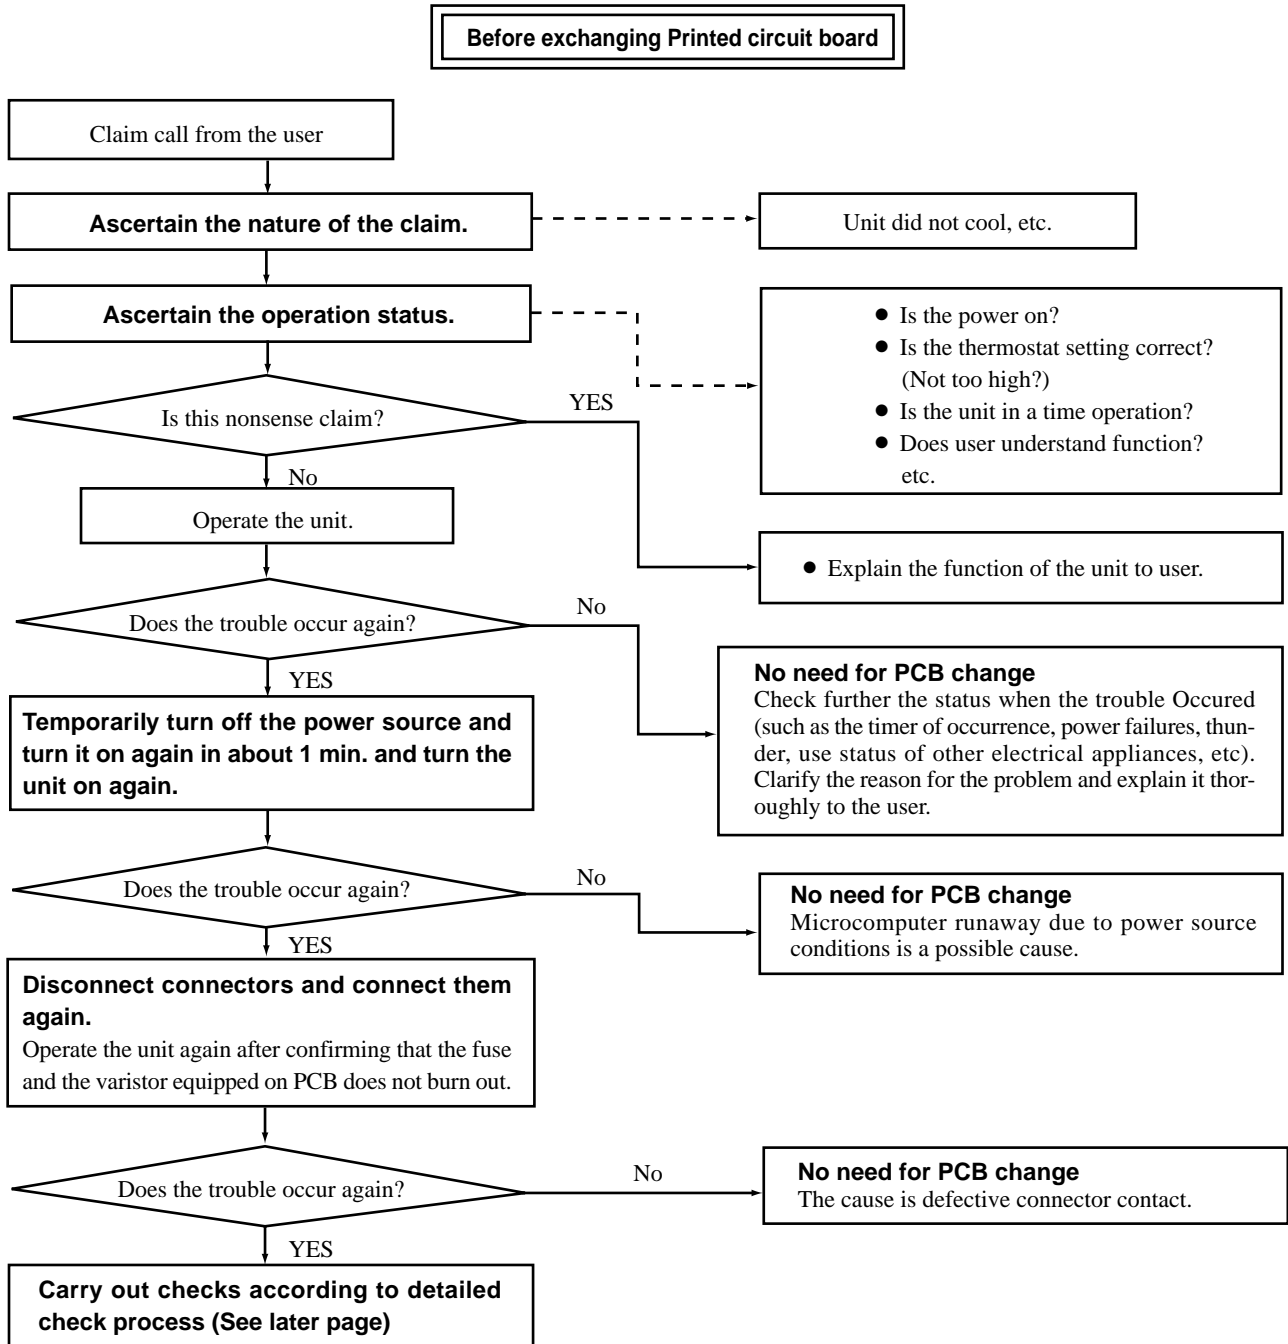 Before exchanging Printed circuit board
Claim call from the user
Ascertain the nature of the claim.
Unit did not cool, etc.
Ascertain the operation status.
● Is the power on?
● Is the thermostat setting correct?
(Not too high?)
● Is the unit in a time operation?
● Does user understand function?
etc.
Is this nonsense claim?
YES
No
Operate the unit.
● Explain the function of the unit to user.
Does the trouble occur again?
No
YES
No need for PCB change
Check further the status when the trouble Occured
(such as the timer of occurrence, power failures, thun-
der, use status of other electrical appliances, etc).
Clarify the reason for the problem and explain it thor-
oughly to the user.
Temporarily turn off the power source and
turn it on again in about 1 min. and turn the
unit on again.
Does the trouble occur again?
No
YES
No need for PCB change
Microcomputer runaway due to power source
conditions is a possible cause.
Disconnect connectors and connect them
again.
Operate the unit again after confirming that the fuse
and the varistor equipped on PCB does not burn out.
Does the trouble occur again?
No
YES
No need for PCB change
The cause is defective connector contact.
Carry out checks according to detailed
check process (See later page)